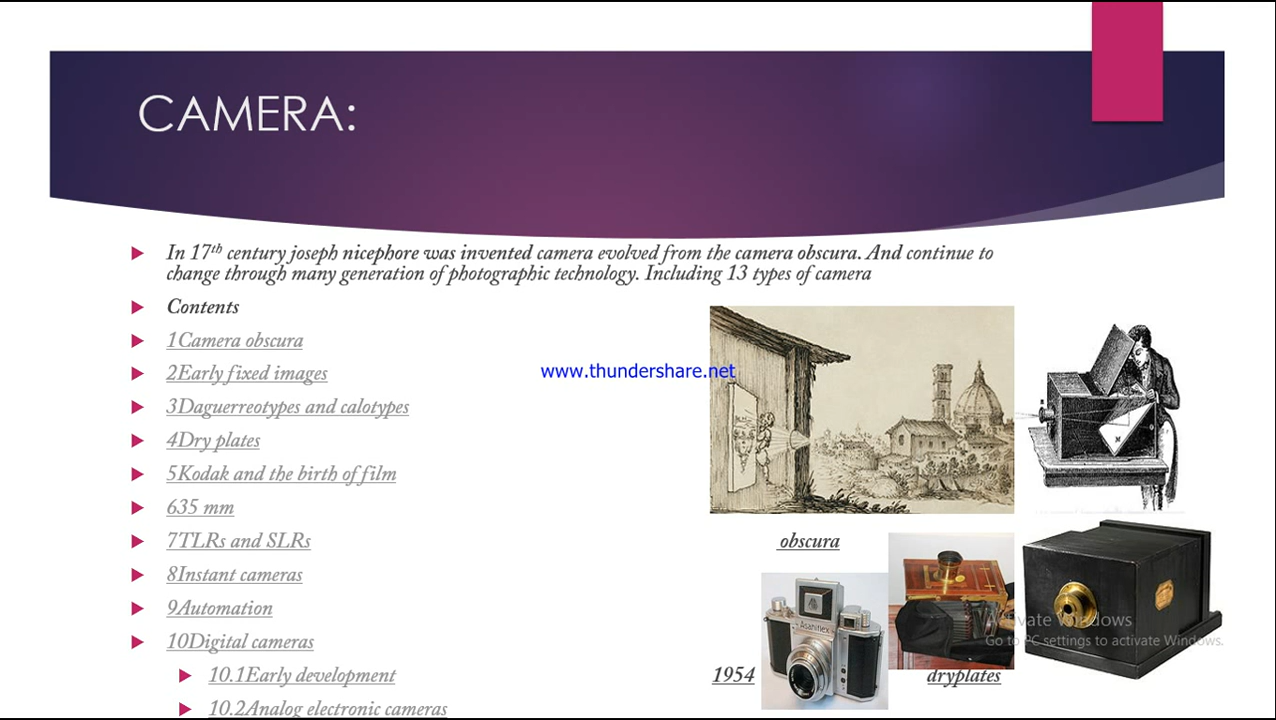 CAMERA:
In 17th century joseph nicephore was invented camera evolved from the camera obscura. And continue to
change through many generation of photographic technology. Including 13 types of camera
Contents
1Camera obscura
2Early fixed images
3Daguerreotypes and calotypes
4Dry plates
5Kodak and the birth of film
635 mm
7TLRs and SLRs
8Instant cameras
9Automation
10Digital cameras
10.1Early development
10.2Analog electronic cameras
www.thundershare.net
obscura
Asahiflex
1954
dryplates
Activate Windows
Go to PC settings to activate Windows.